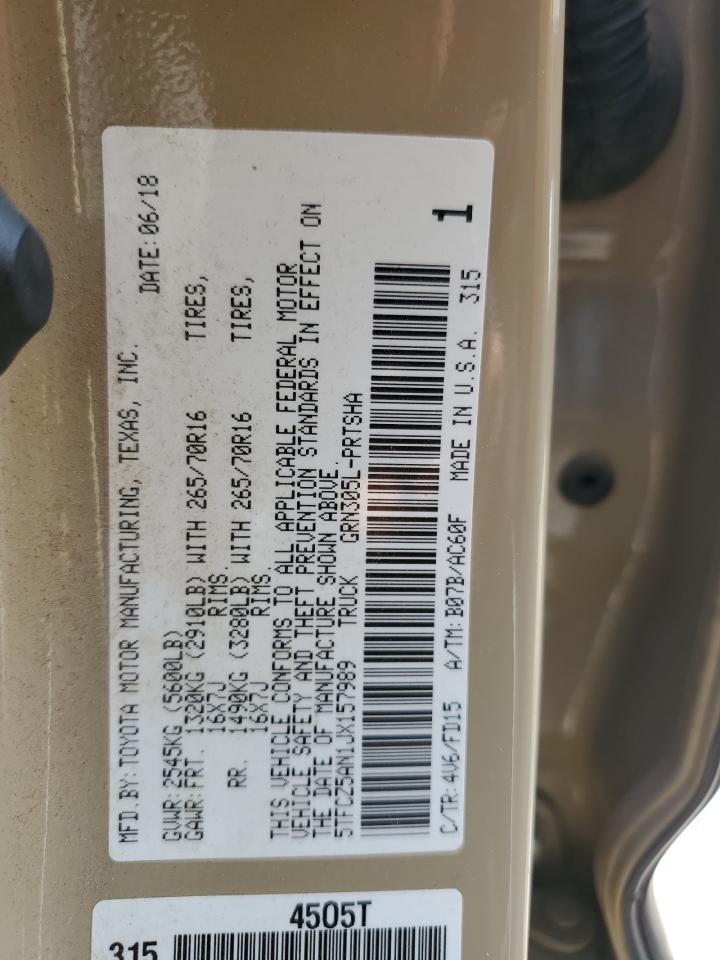 MFD.BY:TOYOTA MOTOR MANUFACTURING, TEXAS, INC.
DATE:06/18
GVWR:2545KG (5600LB)
GAWR:FRT. 1320KG (2910LB) WITH 265/70R16 TIRES,
16X7J RIMS.
RR. 1490KG (3280LB) WITH 265/70R16 TIRES,
16X7J RIMS
THIS VEHICLE CONFORMS TO ALL APPLICABLE FEDERAL MOTOR
VEHICLE SAFETY AND THEFT PREVENTION STANDARDS IN EFFECT ON
THE DATE OF MANUFACTURE SHOWN ABOVE.
5TFCZ5AN1JX157989 TRUCK GRN305L-PRTSHA
C/TR:4V6/FD15 A/TM:B07B/AC60F MADE IN U.S.A. 315
1
4505T
315